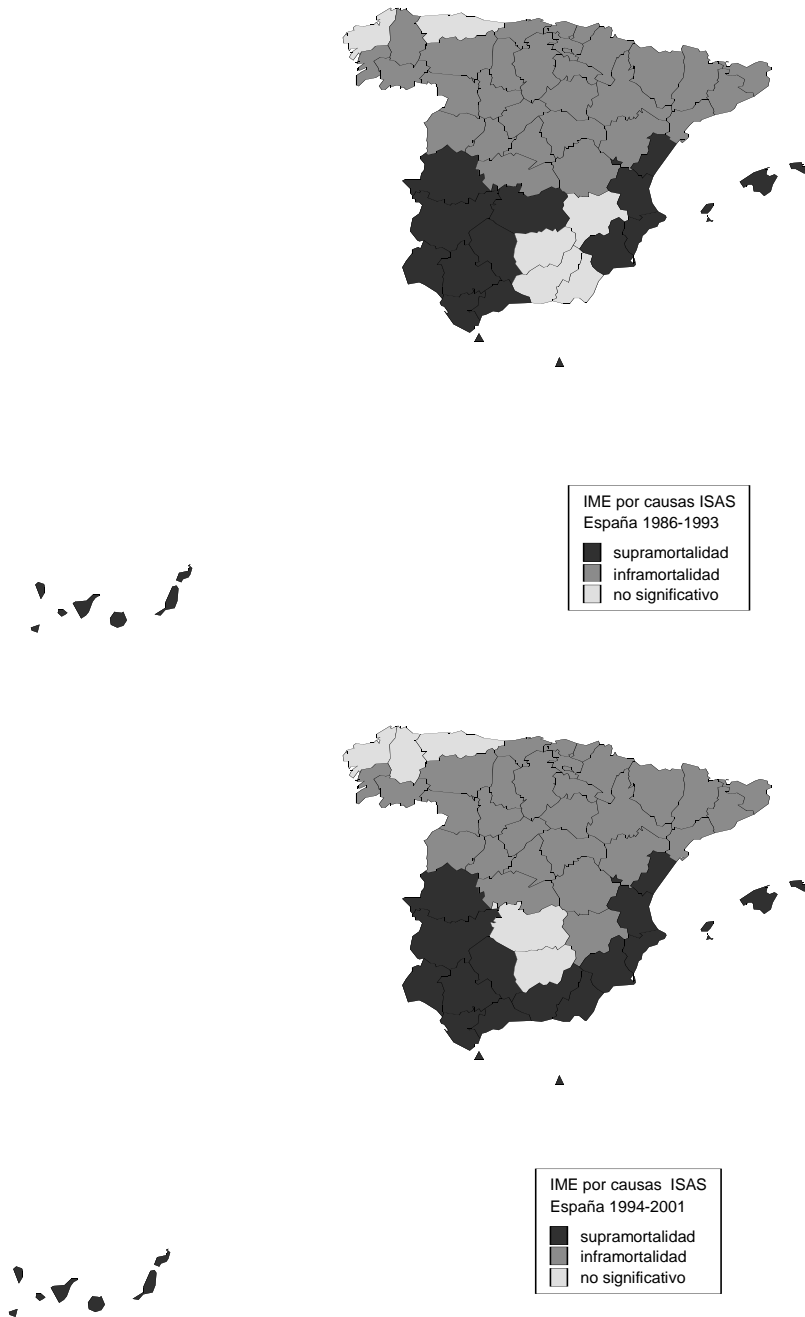 IME por causas ISAS
España 1986-1993
supramortalidad
inframortalidad
no significativo
IME por causas ISAS
España 1994-2001
supramortalidad
inframortalidad
no significativo